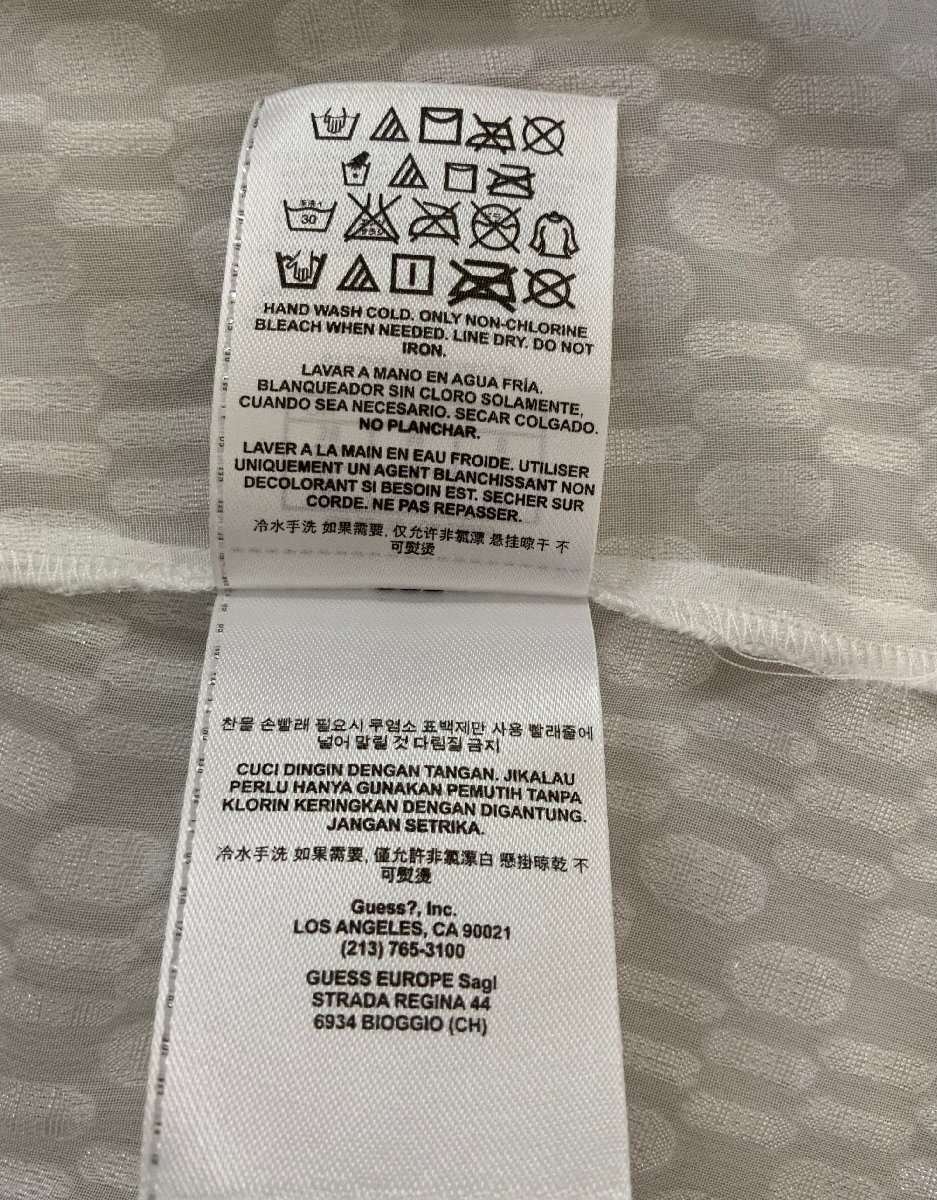 手洗イ
30
HAND WASH COLD. ONLY NON-CHLORINE
BLEACH WHEN NEEDED. LINE DRY. DO NOT
IRON.
LAVAR A MANO EN AGUA FRÍA.
BLANQUEADOR SIN CLORO SOLAMENTE,
CUANDO SEA NECESARIO. SECAR COLGADO.
NO PLANCHAR.
LAVER A LA MAIN EN EAU FROIDE. UTILISER
UNIQUEMENT UN AGENT BLANCHISSANT NON
DECOLORANT SI BESOIN EST. SECHER SUR
CORDE. NE PAS REPASSER.
冷水手洗 如果需要, 仅允许非氯漂 悬挂晾干 不
可熨烫
찬물 손빨래 필요시 무염소 표백제만 사용 빨래줄에
널어 말릴 것 다림질 금지
CUCI DINGIN DENGAN TANGAN. JIKALAU
PERLU HANYA GUNAKAN PEMUTIH TANPA
KLORIN KERINGKAN DENGAN DIGANTUNG.
JANGAN SETRIKA.
冷水手洗 如果需要, 僅允許非氯漂白 懸掛晾乾 不
可熨燙
Guess?, Inc.
LOS ANGELES, CA 90021
(213) 765-3100
GUESS EUROPE Sagl
STRADA REGINA 44
6934 BIOGGIO (CH)